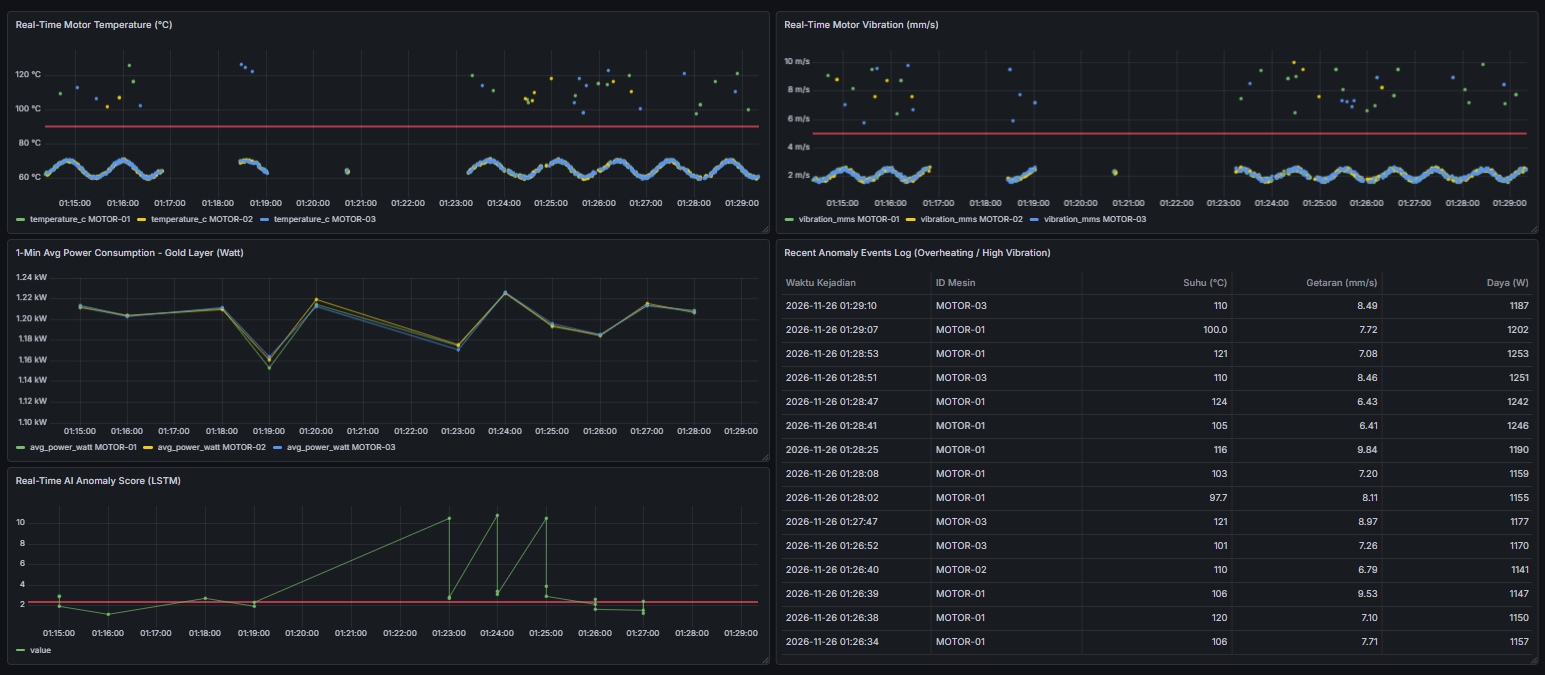 Real-Time Motor Temperature (°C)
120 °C
100 °C
80 °C
60 °C
01:15:00 01:16:00 01:17:00 01:18:00 01:19:00 01:20:00 01:21:00 01:22:00 01:23:00 01:24:00 01:25:00 01:26:00 01:27:00 01:28:00 01:29:00
temperature_c MOTOR-01 temperature_c MOTOR-02 temperature_c MOTOR-03
Real-Time Motor Vibration (mm/s)
10 m/s
8 m/s
6 m/s
4 m/s
2 m/s
01:15:00 01:16:00 01:17:00 01:18:00 01:19:00 01:20:00 01:21:00 01:22:00 01:23:00 01:24:00 01:25:00 01:26:00 01:27:00 01:28:00 01:29:00
vibration_mms MOTOR-01 vibration_mms MOTOR-02 vibration_mms MOTOR-03
1-Min Avg Power Consumption - Gold Layer (Watt)
1.24 kW
1.22 kW
1.20 kW
1.18 kW
1.16 kW
1.14 kW
1.12 kW
1.10 kW
01:15:00 01:16:00 01:17:00 01:18:00 01:19:00 01:20:00 01:21:00 01:22:00 01:23:00 01:24:00 01:25:00 01:26:00 01:27:00 01:28:00 01:29:00
avg_power_watt MOTOR-01 avg_power_watt MOTOR-02 avg_power_watt MOTOR-03
Recent Anomaly Events Log (Overheating / High Vibration)
Waktu Kejadian ID Mesin Suhu (°C) Getaran (mm/s) Daya (W)
2026-11-26 01:29:10 MOTOR-03 110 8.49 1187
2026-11-26 01:29:07 MOTOR-01 100.0 7.72 1202
2026-11-26 01:28:53 MOTOR-01 121 7.08 1253
2026-11-26 01:28:51 MOTOR-03 110 8.46 1251
2026-11-26 01:28:47 MOTOR-01 124 6.43 1242
2026-11-26 01:28:41 MOTOR-01 105 6.41 1246
2026-11-26 01:28:25 MOTOR-01 116 9.84 1190
2026-11-26 01:28:08 MOTOR-01 103 7.20 1159
2026-11-26 01:28:02 MOTOR-01 97.7 8.11 1155
2026-11-26 01:27:47 MOTOR-03 121 8.97 1177
2026-11-26 01:26:52 MOTOR-03 101 7.26 1170
2026-11-26 01:26:40 MOTOR-02 110 6.79 1141
2026-11-26 01:26:39 MOTOR-01 106 9.53 1147
2026-11-26 01:26:38 MOTOR-01 120 7.10 1150
2026-11-26 01:26:34 MOTOR-01 106 7.71 1157
Real-Time AI Anomaly Score (LSTM)
10
8
6
4
2
01:15:00 01:16:00 01:17:00 01:18:00 01:19:00 01:20:00 01:21:00 01:22:00 01:23:00 01:24:00 01:25:00 01:26:00 01:27:00 01:28:00 01:29:00
value